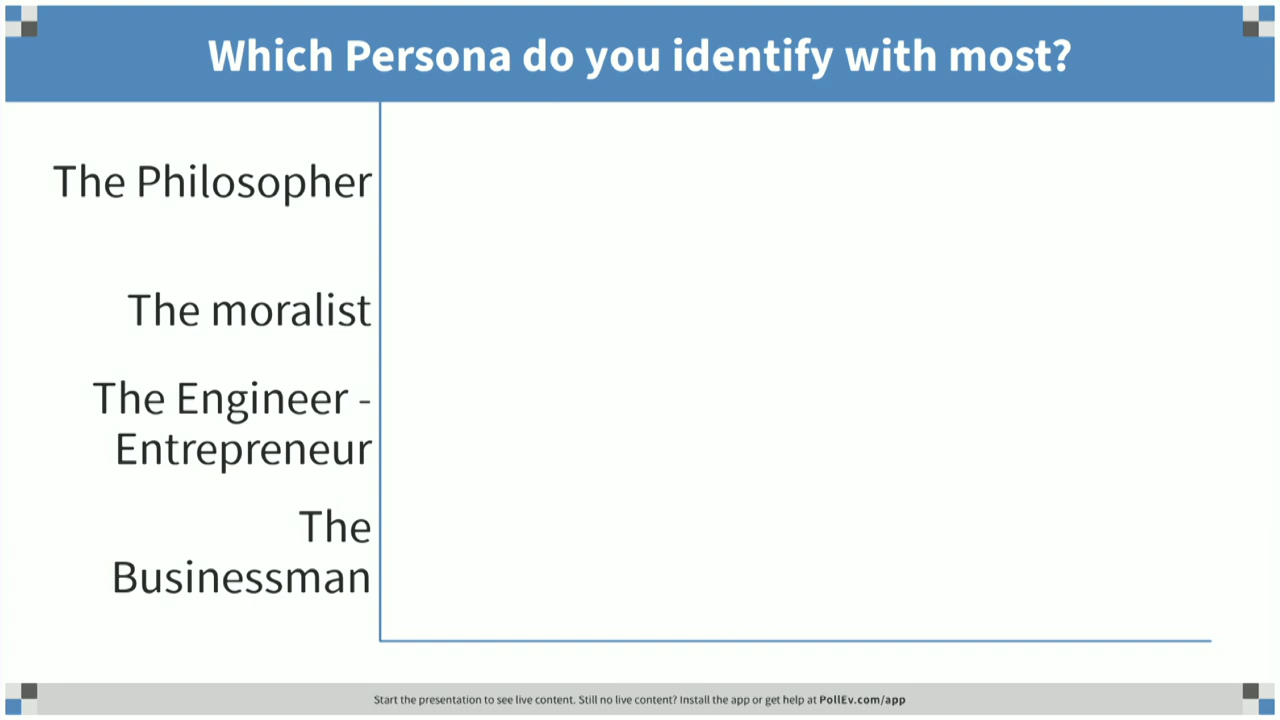 Which Persona do you identify with most?
The Philosopher
The moralist
The Engineer -
Entrepreneur
The
Businessman
Start the presentation to see live content. Still no live content? Install the app or get help at PollEv.com/app